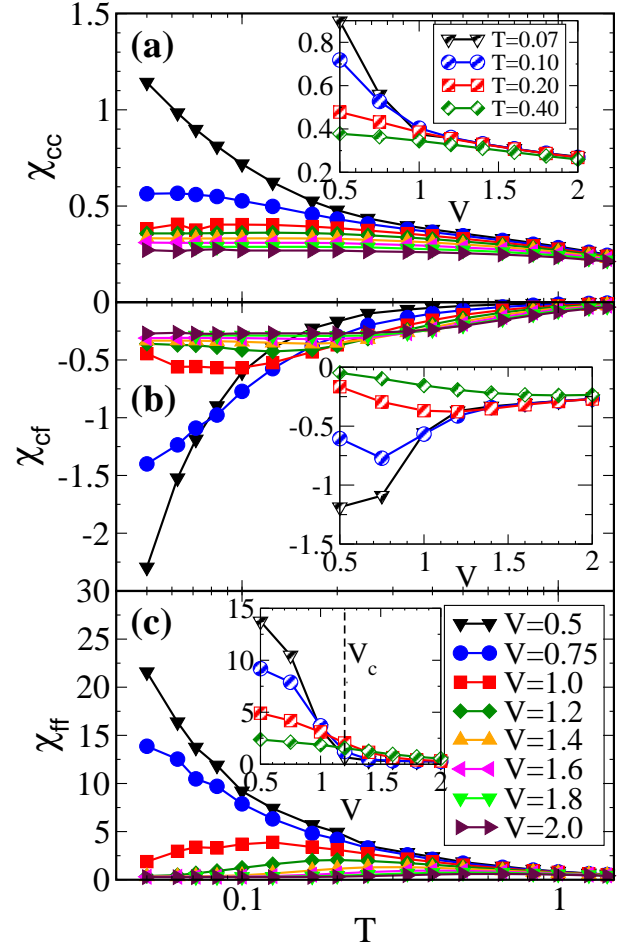 1.5
(a)
1
χcc
0.5
0
0.9
0.8
0.6
0.4
0.2
0.5 1 1.5 2
V
T=0.07
T=0.10
T=0.20
T=0.40
-0.5
-1
(b)
χcf
-1.5
-2
0
-0.5
-1
-1.5
0.5 1 1.5 2
V
30
25
(c)
20
χff
15
10
5
0
15
10
5
0
Vc
0.5 1 1.5 2
V
V=0.5
V=0.75
V=1.0
V=1.2
V=1.4
V=1.6
V=1.8
V=2.0
0.1 1
T